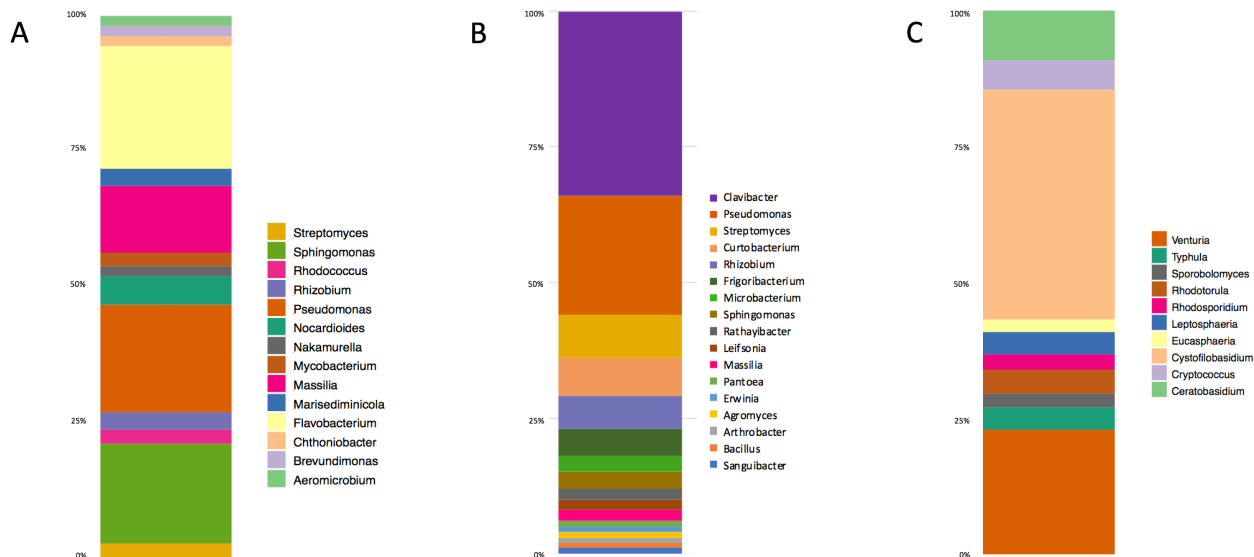 A
100%
75%
50%
25%
0%
Streptomyces
Sphingomonas
Rhodococcus
Rhizobium
Pseudomonas
Nocardioides
Nakamurella
Mycobacterium
Massilia
Marisediminicola
Flavobacterium
Chthoniobacter
Brevundimonas
Aeromicrobium
B
100%
75%
50%
25%
0%
Clavibacter
Pseudomonas
Streptomyces
Curtobacterium
Rhizobium
Frigoribacterium
Microbacterium
Sphingomonas
Rathayibacter
Leifsonia
Massilia
Pantoea
Erwinia
Agromyces
Arthrobacter
Bacillus
Sanguibacter
C
100%
75%
50%
25%
0%
Venturia
Typhula
Sporobolomyces
Rhodotorula
Rhodosporidium
Leptosphaeria
Eucasphaeria
Cystofilobasidium
Cryptococcus
Ceratobasidium